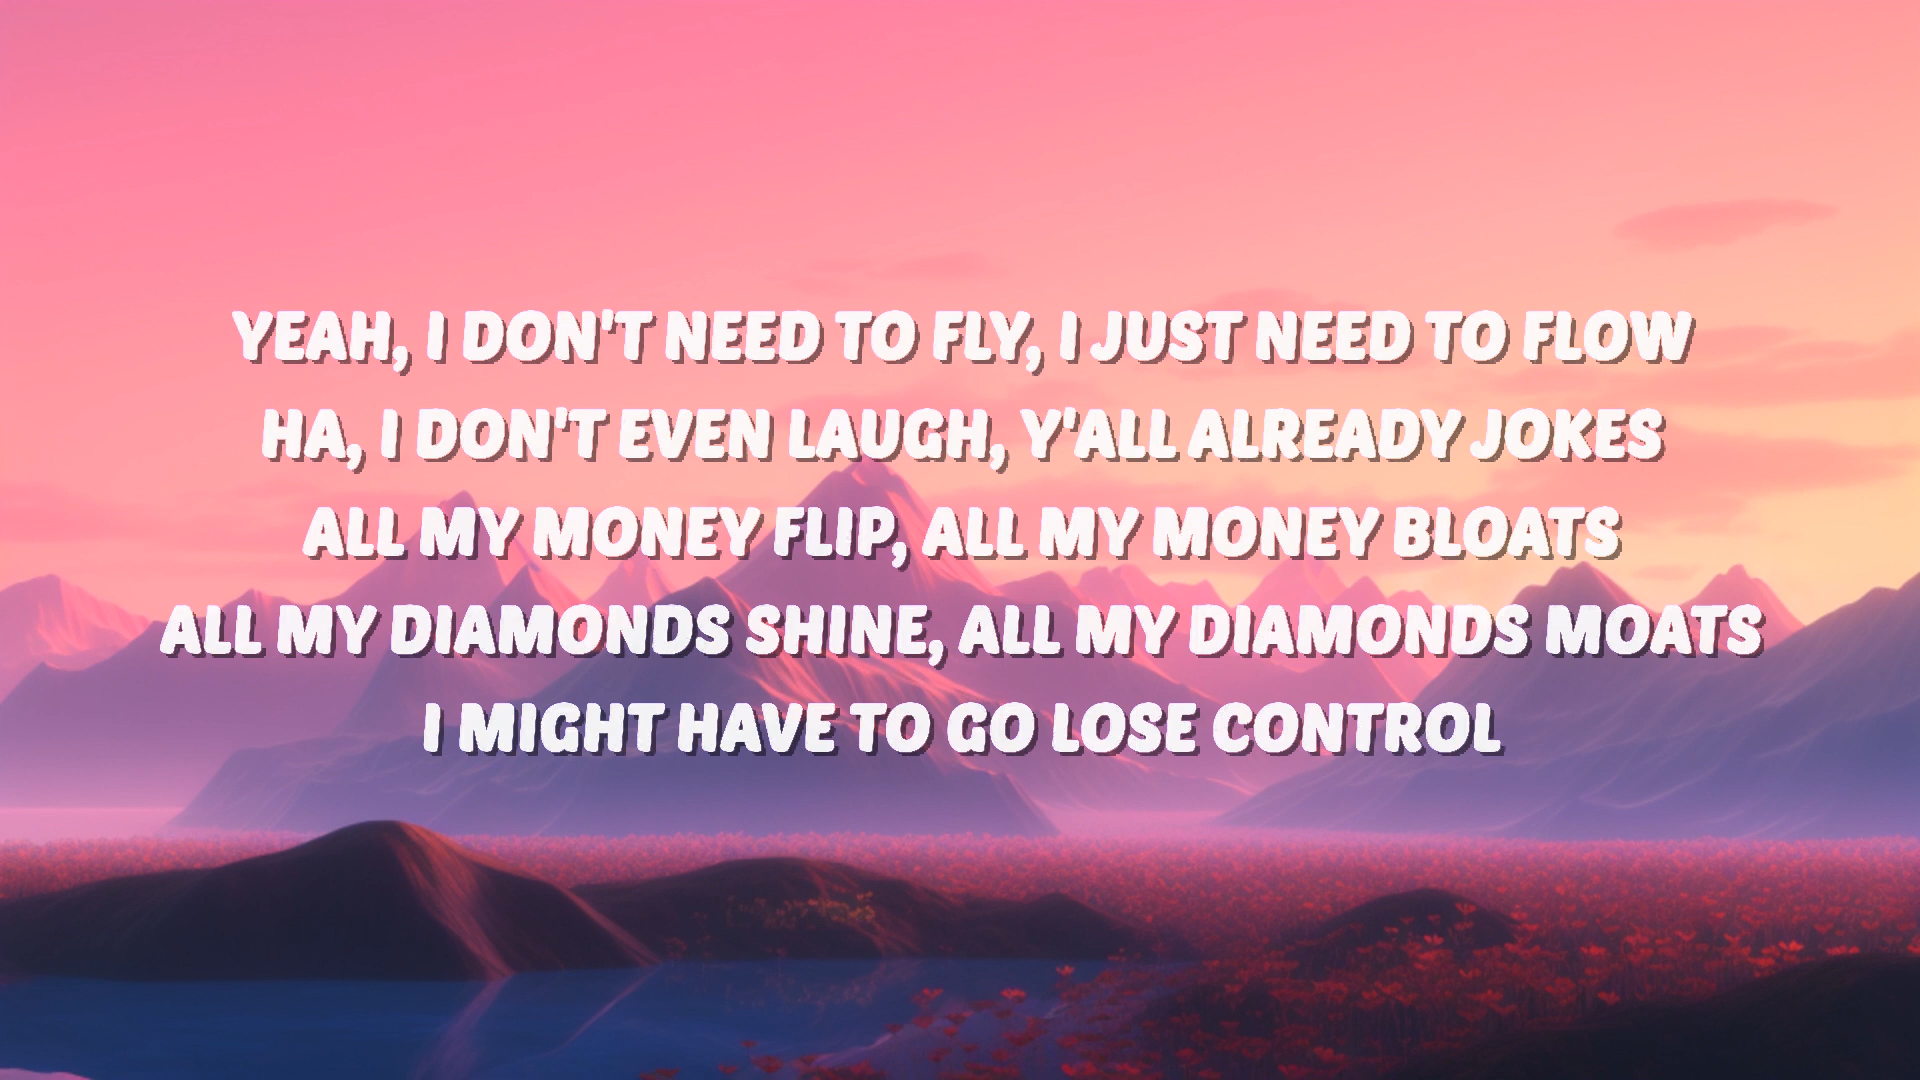 YEAH, I DON'T NEED TO FLY, I JUST NEED TO FLOW
HA, I DON'T EVEN LAUGH, Y'ALL ALREADY JOKES
ALL MY MONEY FLIP, ALL MY MONEY BLOATS
ALL MY DIAMONDS SHINE, ALL MY DIAMONDS MOATS
I MIGHT HAVE TO GO LOSE CONTROL